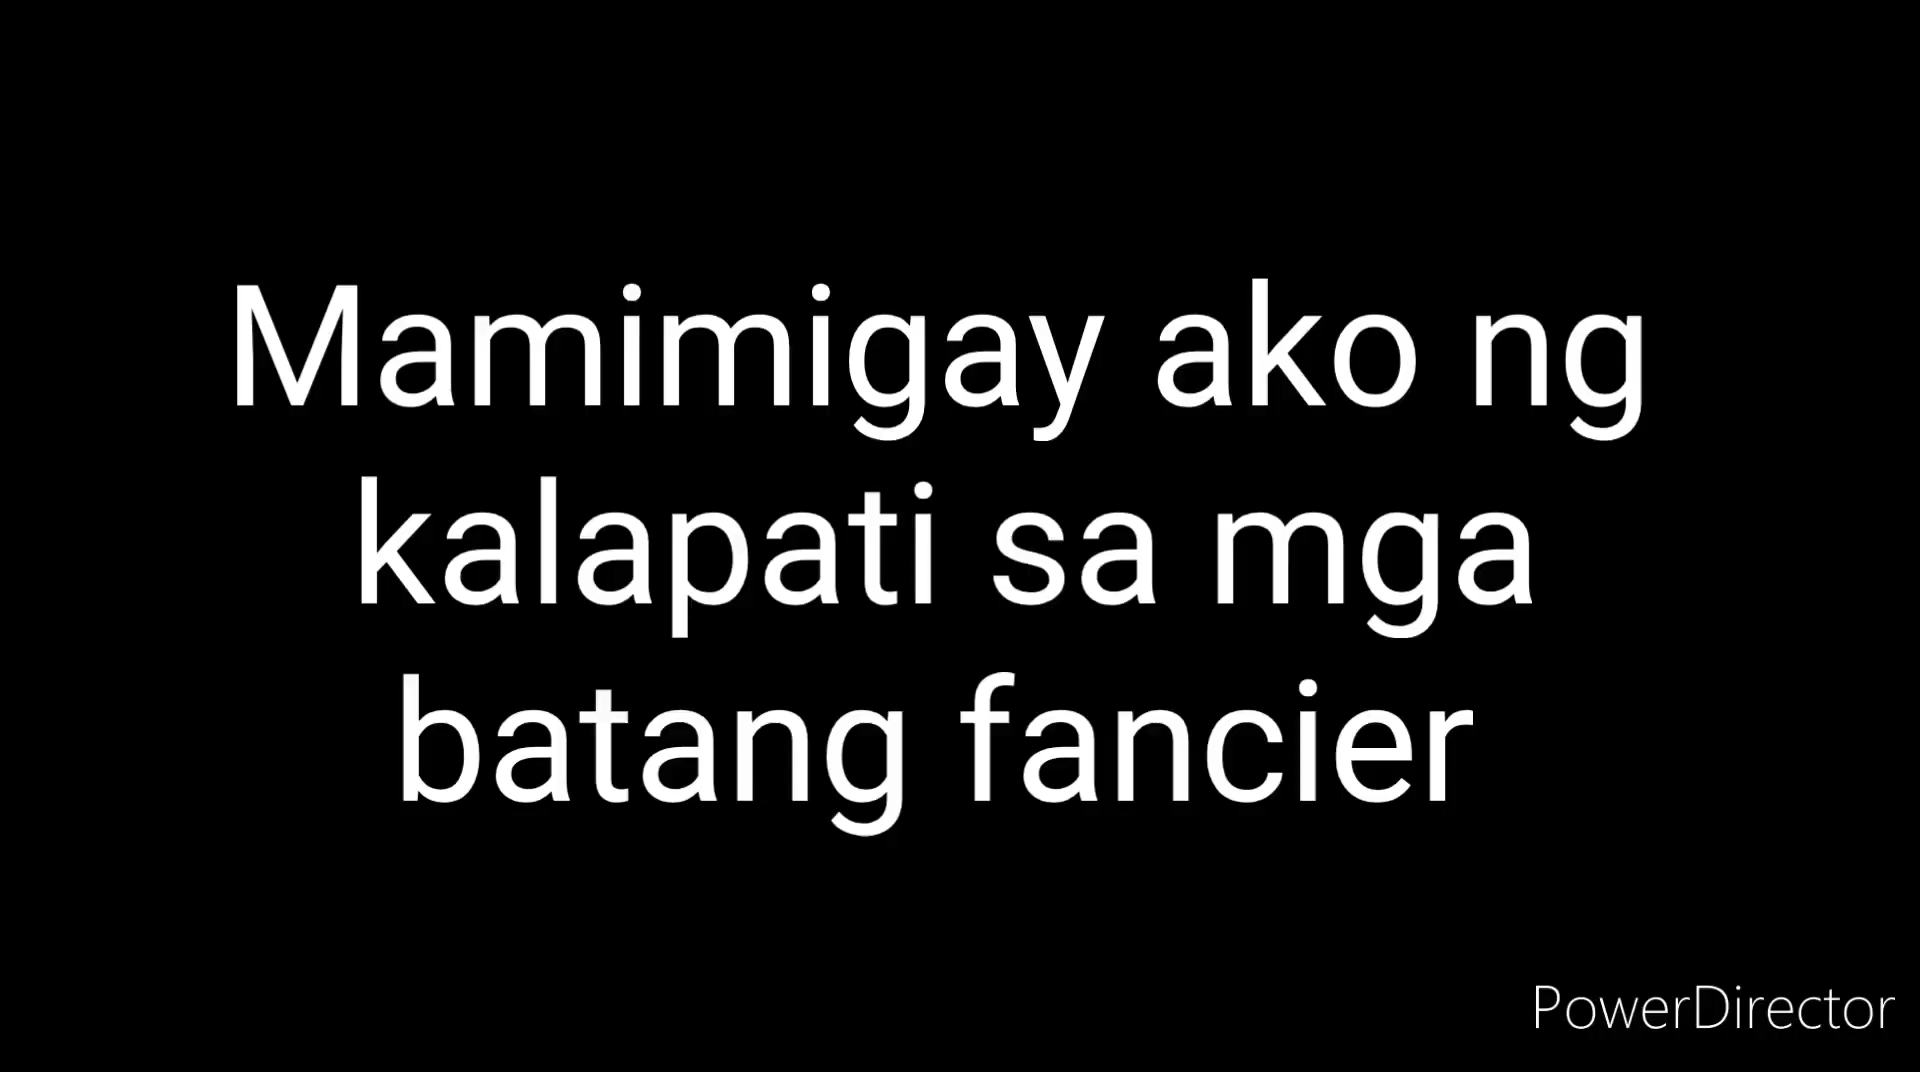 Mamimigay ako ng
kalapati sa mga
batang fancier
PowerDirector